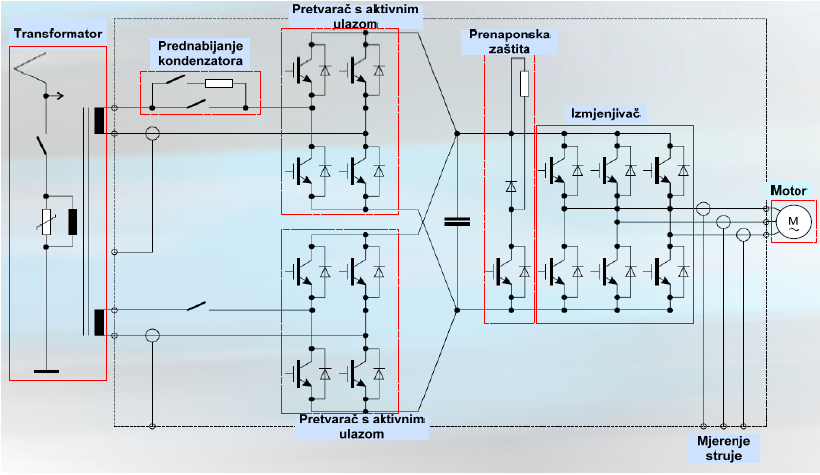 Transformator
Prednabijanje
kondenzatora
Pretvarač s aktivnim
ulazom
Prenaponska
zaštita
Izmjenjivač
Motor
M
~
Pretvarač s aktivnim
ulazom
Mjerenje
struje